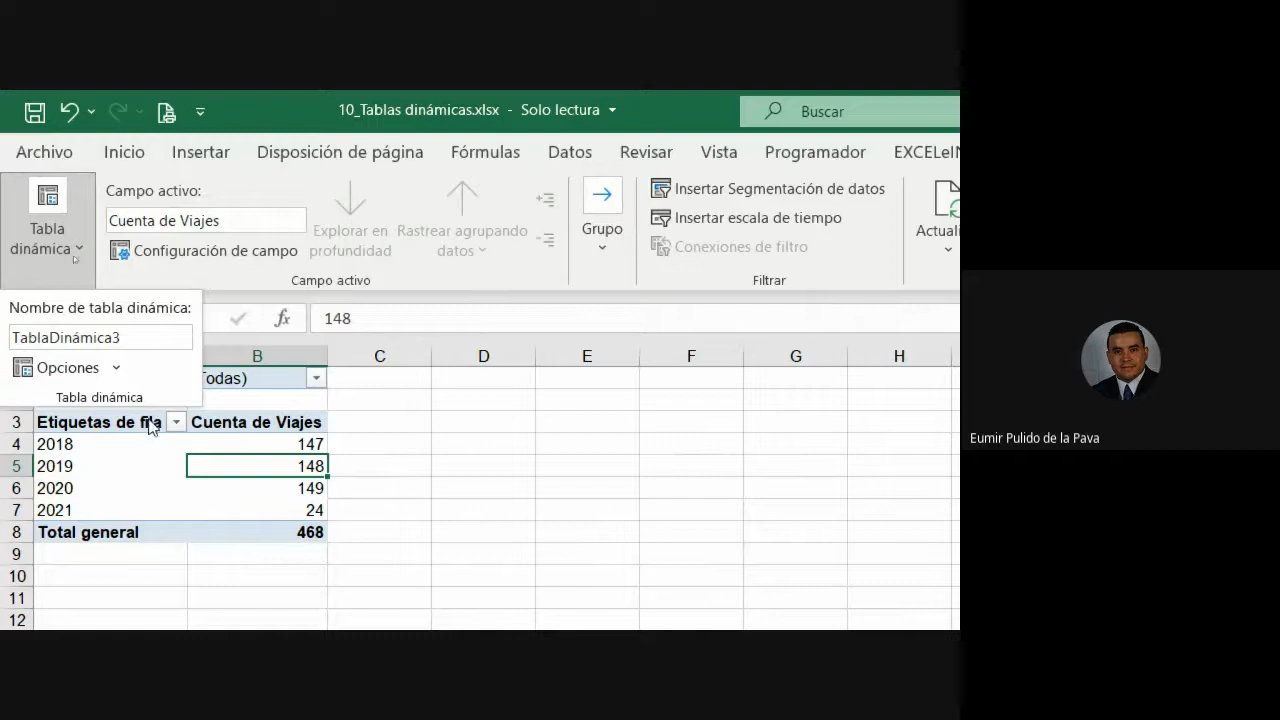 10_Tablas dinámicas.xlsx - Solo lectura
Buscar
Archivo Inicio Insertar Disposición de página Fórmulas Datos Revisar Vista Programador EXCELeIN
Tabla dinámica
Campo activo:
Cuenta de Viajes
Configuración de campo
Explorar en profundidad
Rastrear agrupando datos
Campo activo
Grupo
Insertar Segmentación de datos
Insertar escala de tiempo
Conexiones de filtro
Filtrar
Actuali
Nombre de tabla dinámica:
TablaDinámica3
Opciones
Tabla dinámica
fx 148
B C D E F G H
Todas)
3 Etiquetas de fila Cuenta de Viajes
4 2018 147
5 2019 148
6 2020 149
7 2021 24
8 Total general 468
9
10
11
12
Eumir Pulido de la Pava